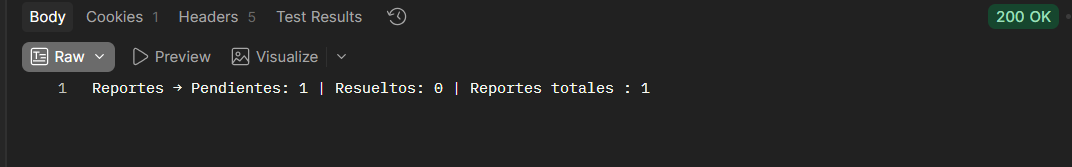 Body Cookies 1 Headers 5 Test Results 200 OK
Raw Preview Visualize
1 Reportes → Pendientes: 1 | Resueltos: 0 | Reportes totales : 1